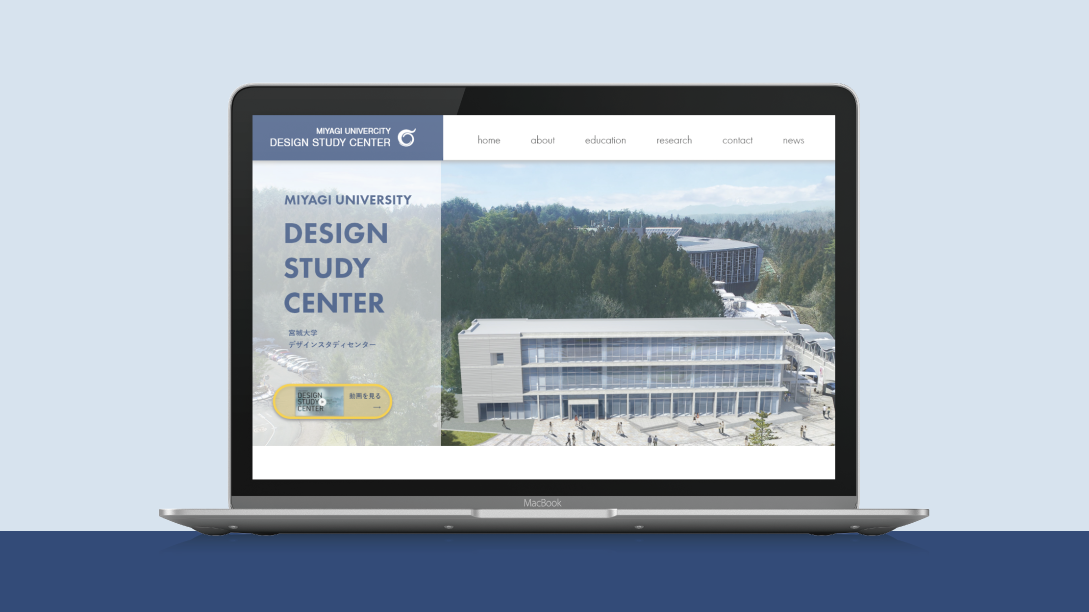 MIYAGI UNIVERCITY
DESIGN STUDY CENTER
home about education research contact news
MIYAGI UNIVERSITY
DESIGN
STUDY
CENTER
宮城大学
デザインスタディセンター
DESIGN
STUDY
CENTER
動画を見る
→
MacBook